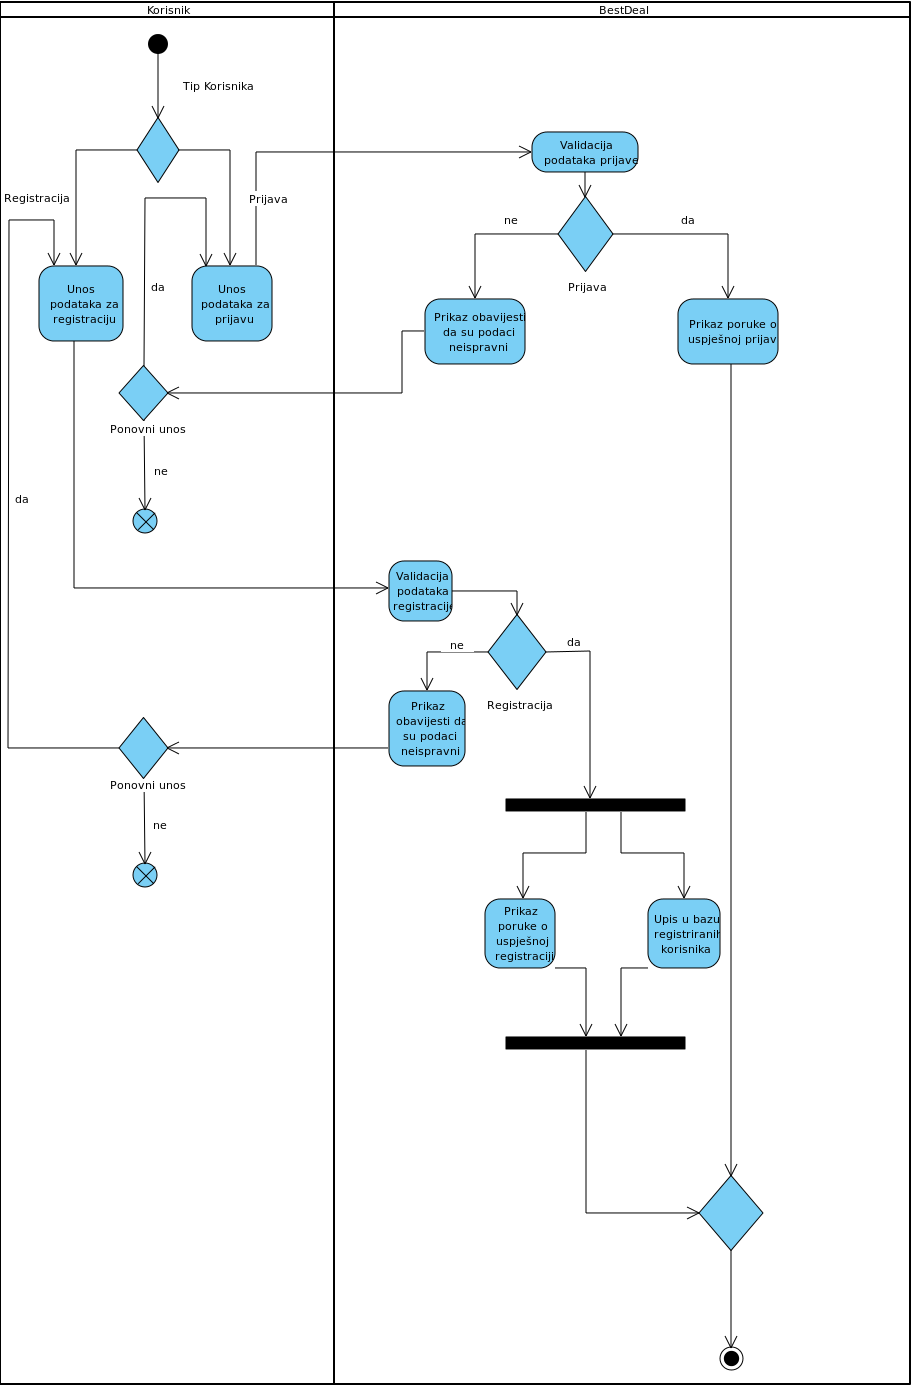 Korisnik
BestDeal
Tip Korisnika
Registracija
Prijava
Validacija
podataka prijave
ne
da
Prijava
Unos
podataka za
registraciju
Unos
podataka za
prijavu
da
Prikaz obavijesti
da su podaci
neispravni
Prikaz poruke o
uspješnoj prijav
Ponovni unos
ne
da
Validacija
podataka
registracije
ne
da
Registracija
Prikaz
obavijesti da
su podaci
neispravni
Ponovni unos
ne
Prikaz
poruke o
uspješnoj
registraciji
Upis u bazu
registriranih
korisnika